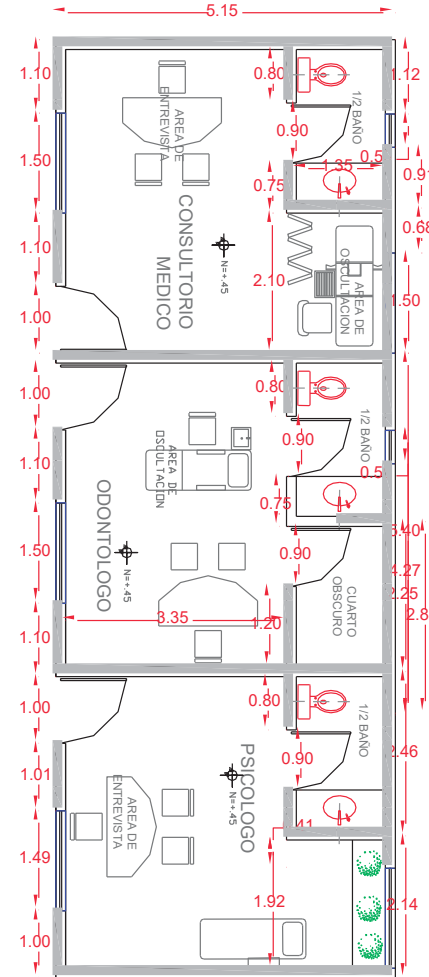 5.15
1.10
1.50
1.10
1.00
1.00
1.10
1.50
1.10
1.00
1.01
1.49
1.00
0.80
0.90
0.75
1.35
0.5
2.10
1.12
0.91
0.68
1.50
1/2 BAÑO
AREA DE
ENTREVISTA
CONSULTORIO
MEDICO
N=+.45
AREA DE
OSCULTACION
0.80
0.90
0.75
0.90
1.20
3.35
0.5
3.40
4.27
2.25
2.8
1/2 BAÑO
AREA DE
OSCULTACION
ODONTOLOGO
N=+.45
CUARTO
OBSCURO
0.80
0.90
.41
1.92
2.46
2.14
1/2 BAÑO
PSICOLOGO
N=+.45
AREA DE
ENTREVISTA